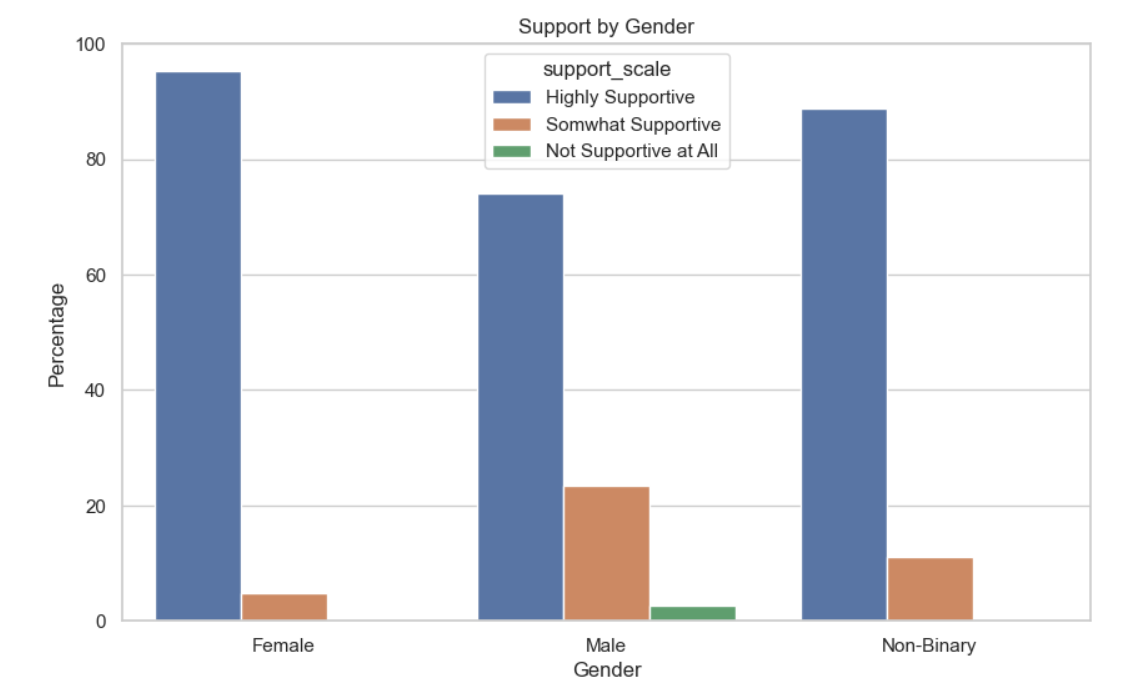 Support by Gender
100
support_scale
Highly Supportive
Somwhat Supportive
Not Supportive at All
80
60
40
20
0
Percentage
Female Male Non-Binary
Gender